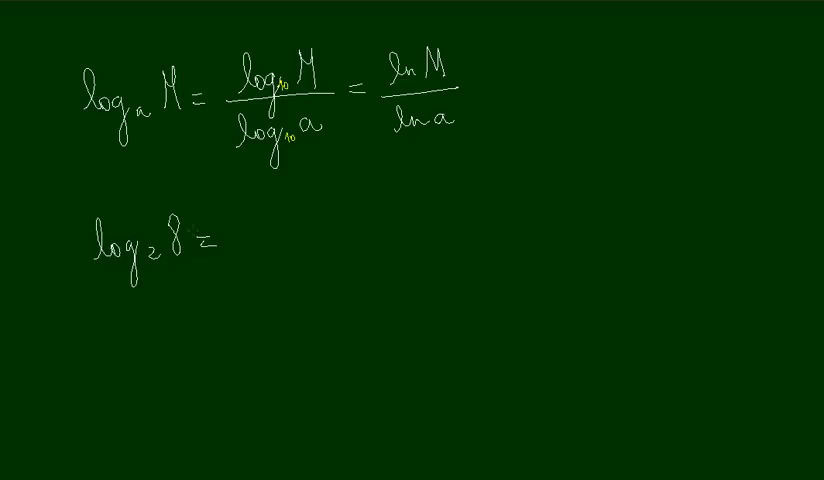 log_a M = log_10 M / log_10 a = ln M / ln a
log_2 8 =